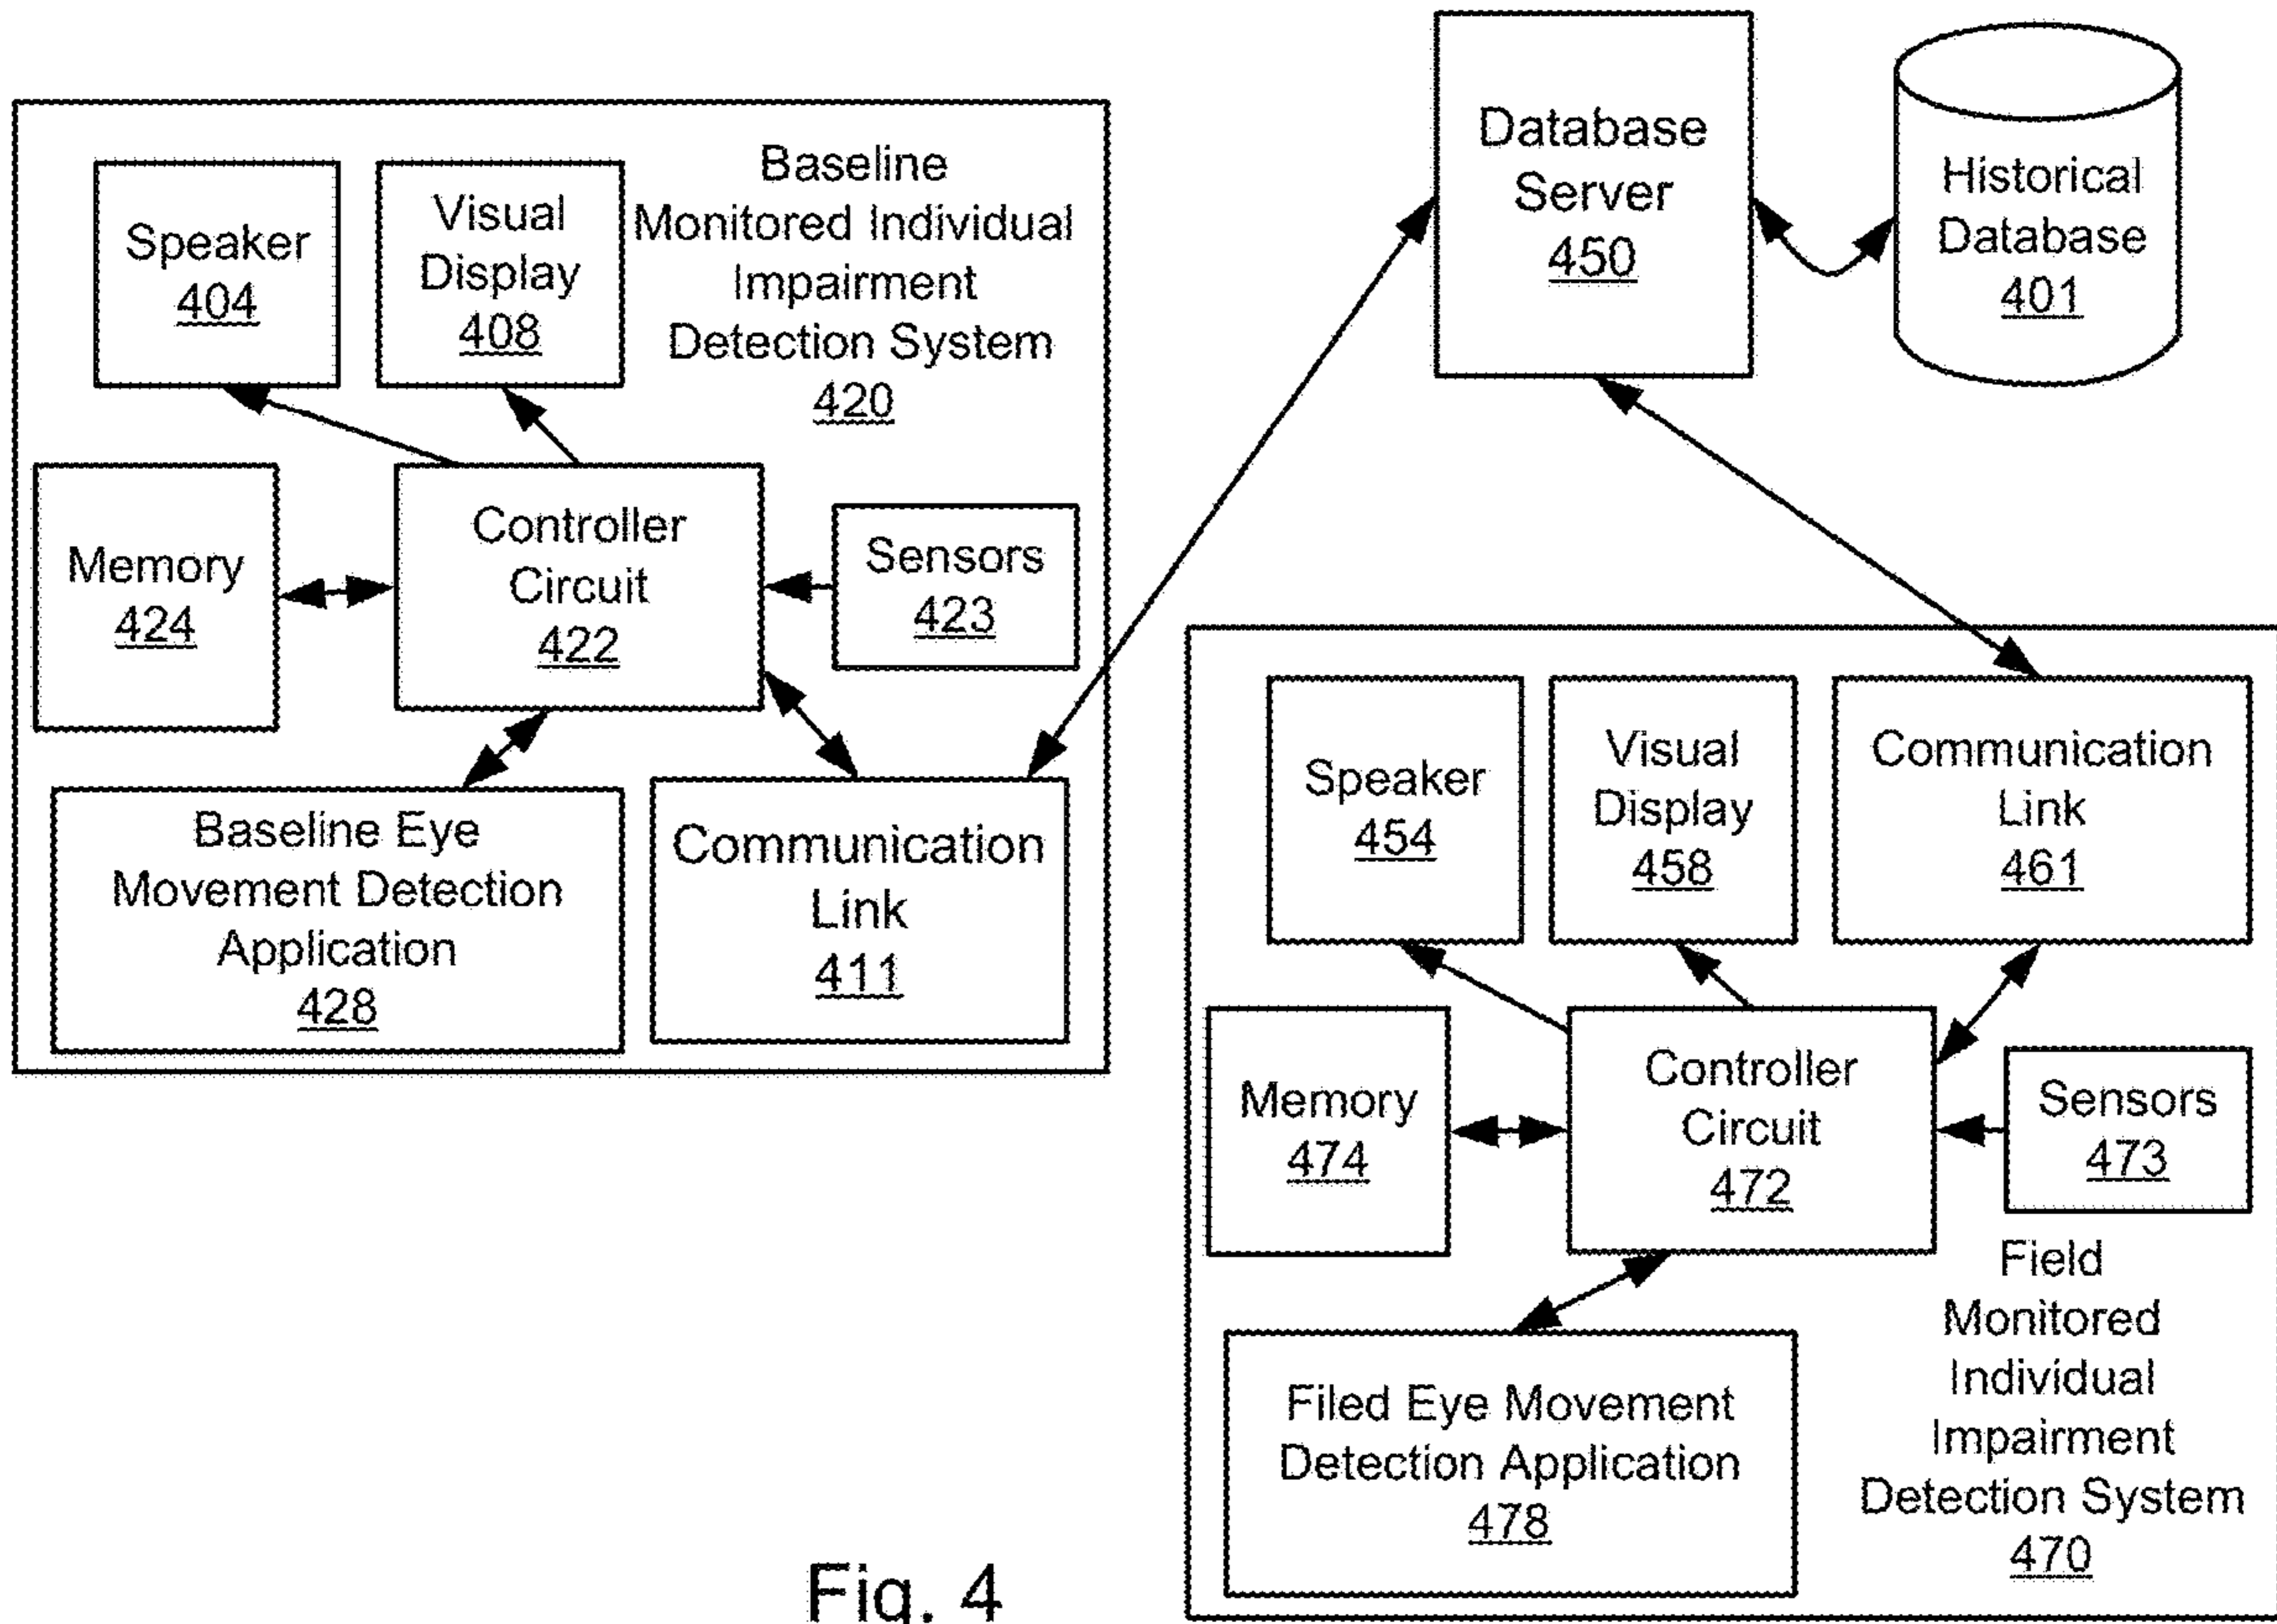 Speaker
404
Visual
Display
408
Baseline
Monitored Individual
Impairment
Detection System
420
Memory
424
Controller
Circuit
422
Sensors
423
Baseline Eye
Movement Detection
Application
428
Communication
Link
411
Database
Server
450
Historical
Database
401
Speaker
454
Visual
Display
458
Communication
Link
461
Memory
474
Controller
Circuit
472
Sensors
473
Filed Eye Movement
Detection Application
478
Field
Monitored
Individual
Impairment
Detection System
470
Fig. 4